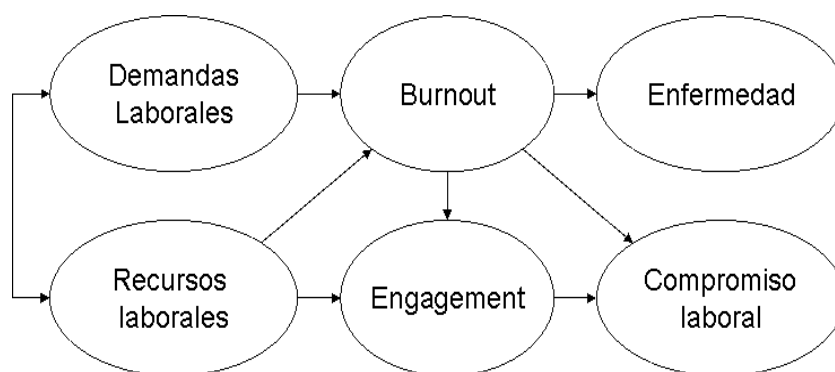 Demandas
Laborales
Burnout
Enfermedad
Recursos
laborales
Engagement
Compromiso
laboral